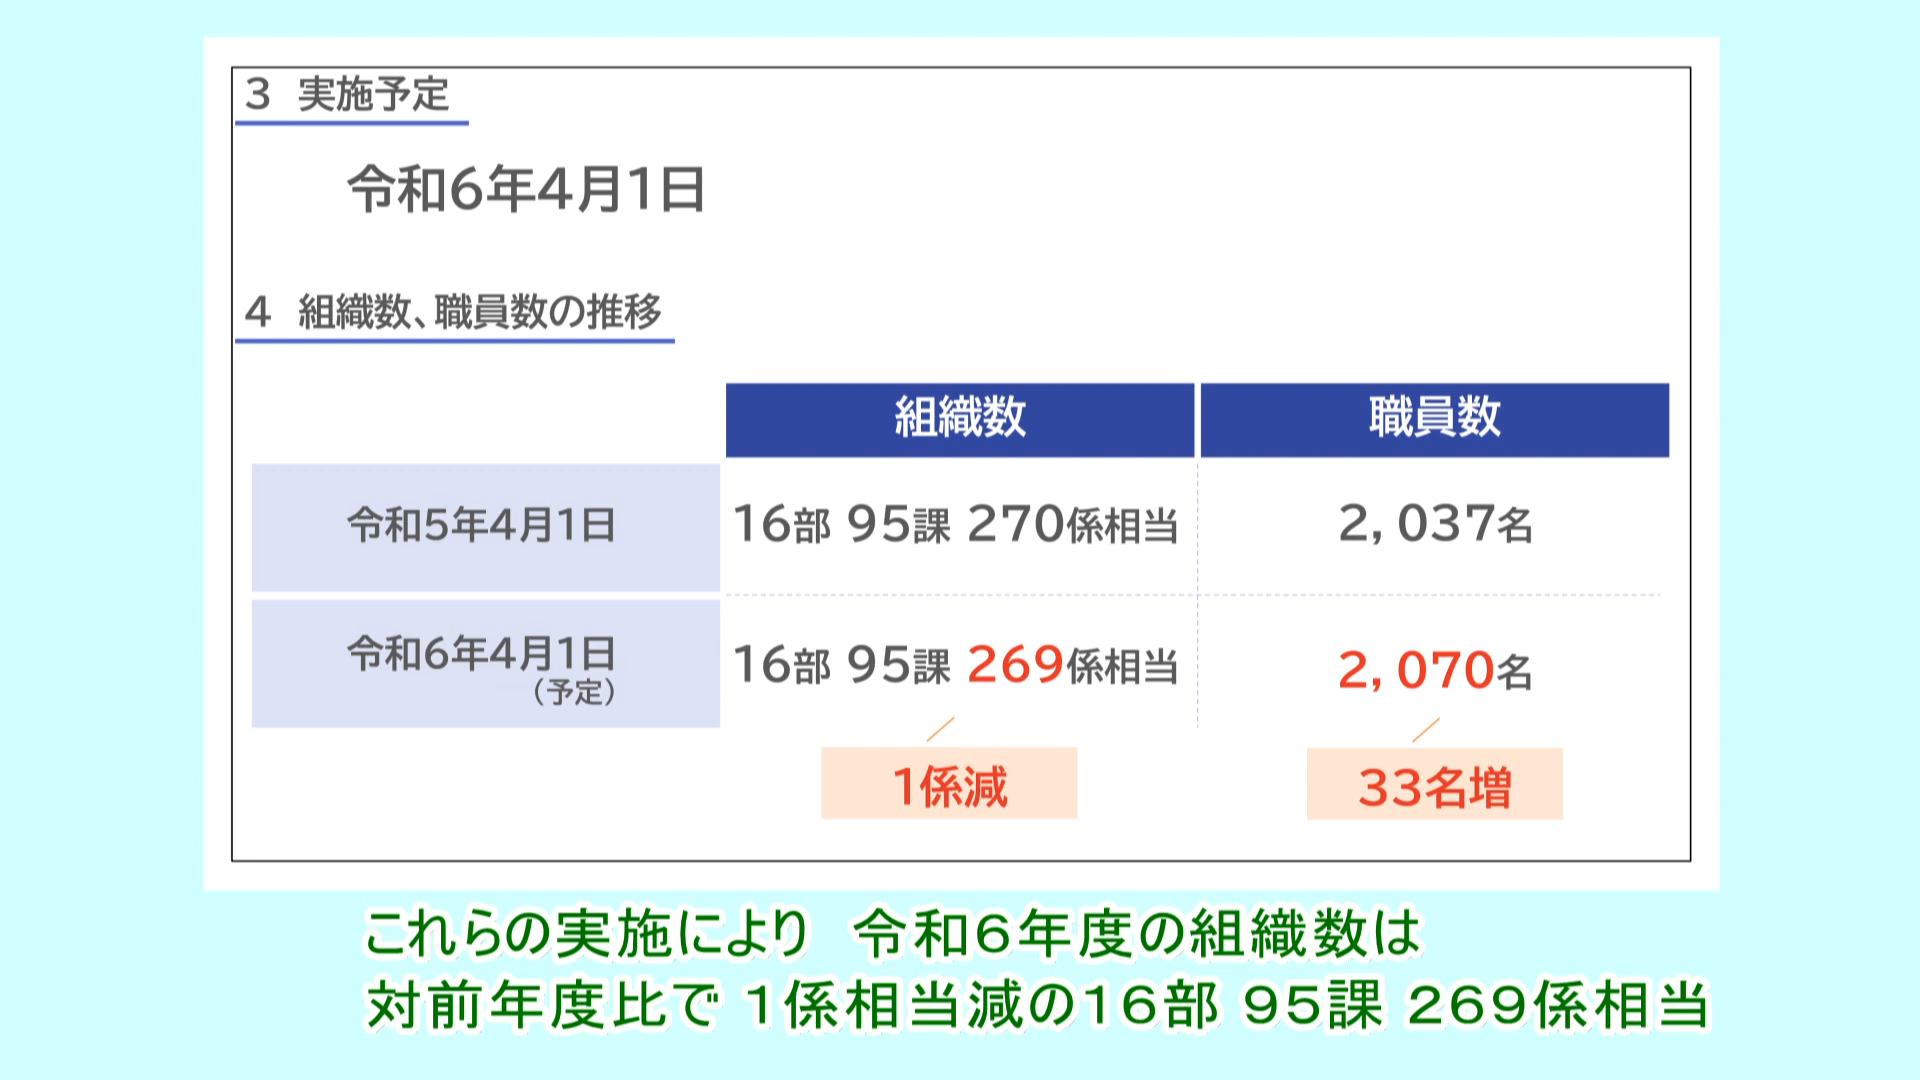 3 実施予定
令和6年4月1日
4 組織数、職員数の推移
組織数 職員数
令和5年4月1日 16部 95課 270係相当 2,037名
令和6年4月1日 16部 95課 269係相当 2,070名
（予定）
1係減 33名増
これらの実施により　令和6年度の組織数は
対前年度比で 1係相当減の16部 95課 269係相当